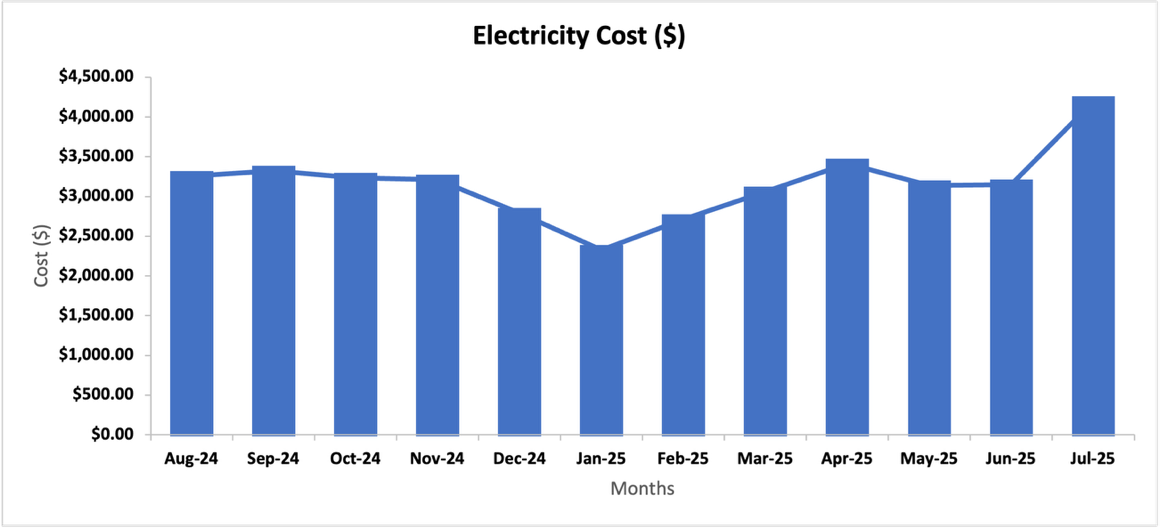 Electricity Cost ($)
$4,500.00
$4,000.00
$3,500.00
$3,000.00
$2,500.00
$2,000.00
$1,500.00
$1,000.00
$500.00
$0.00
Cost ($)
Aug-24 Sep-24 Oct-24 Nov-24 Dec-24 Jan-25 Feb-25 Mar-25 Apr-25 May-25 Jun-25 Jul-25
Months